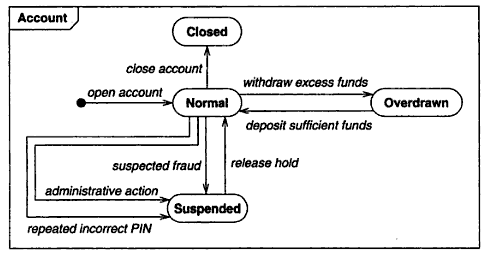 Account
Closed
close account
withdraw excess funds
open account
Normal
Overdrawn
deposit sufficient funds
suspected fraud
release hold
administrative action
Suspended
repeated incorrect PIN